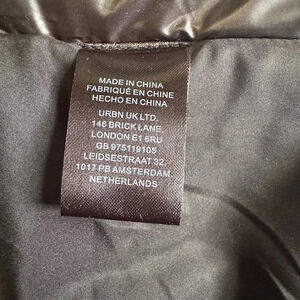 MADE IN CHINA
FABRIQUÉ EN CHINE
HECHO EN CHINA
URBN UK LTD.
146 BRICK LANE,
LONDON E1 6RU
GB 975119105
LEIDSESTRAAT 32,
1017 PB AMSTERDAM,
NETHERLANDS